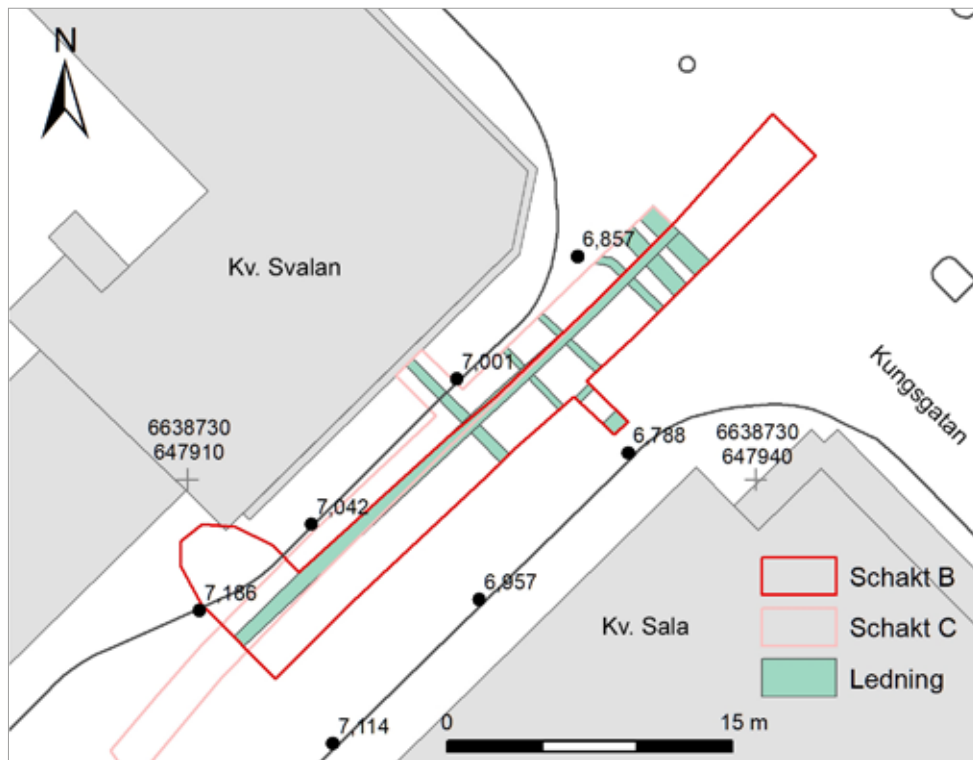 N
6,857
Kv. Svalan
7,001
Kungsgatan
6638730
647910
6,788
6638730
647940
7,042
7,186
6,957
Kv. Sala
Schakt B
Schakt C
Ledning
7,114
0
15 m